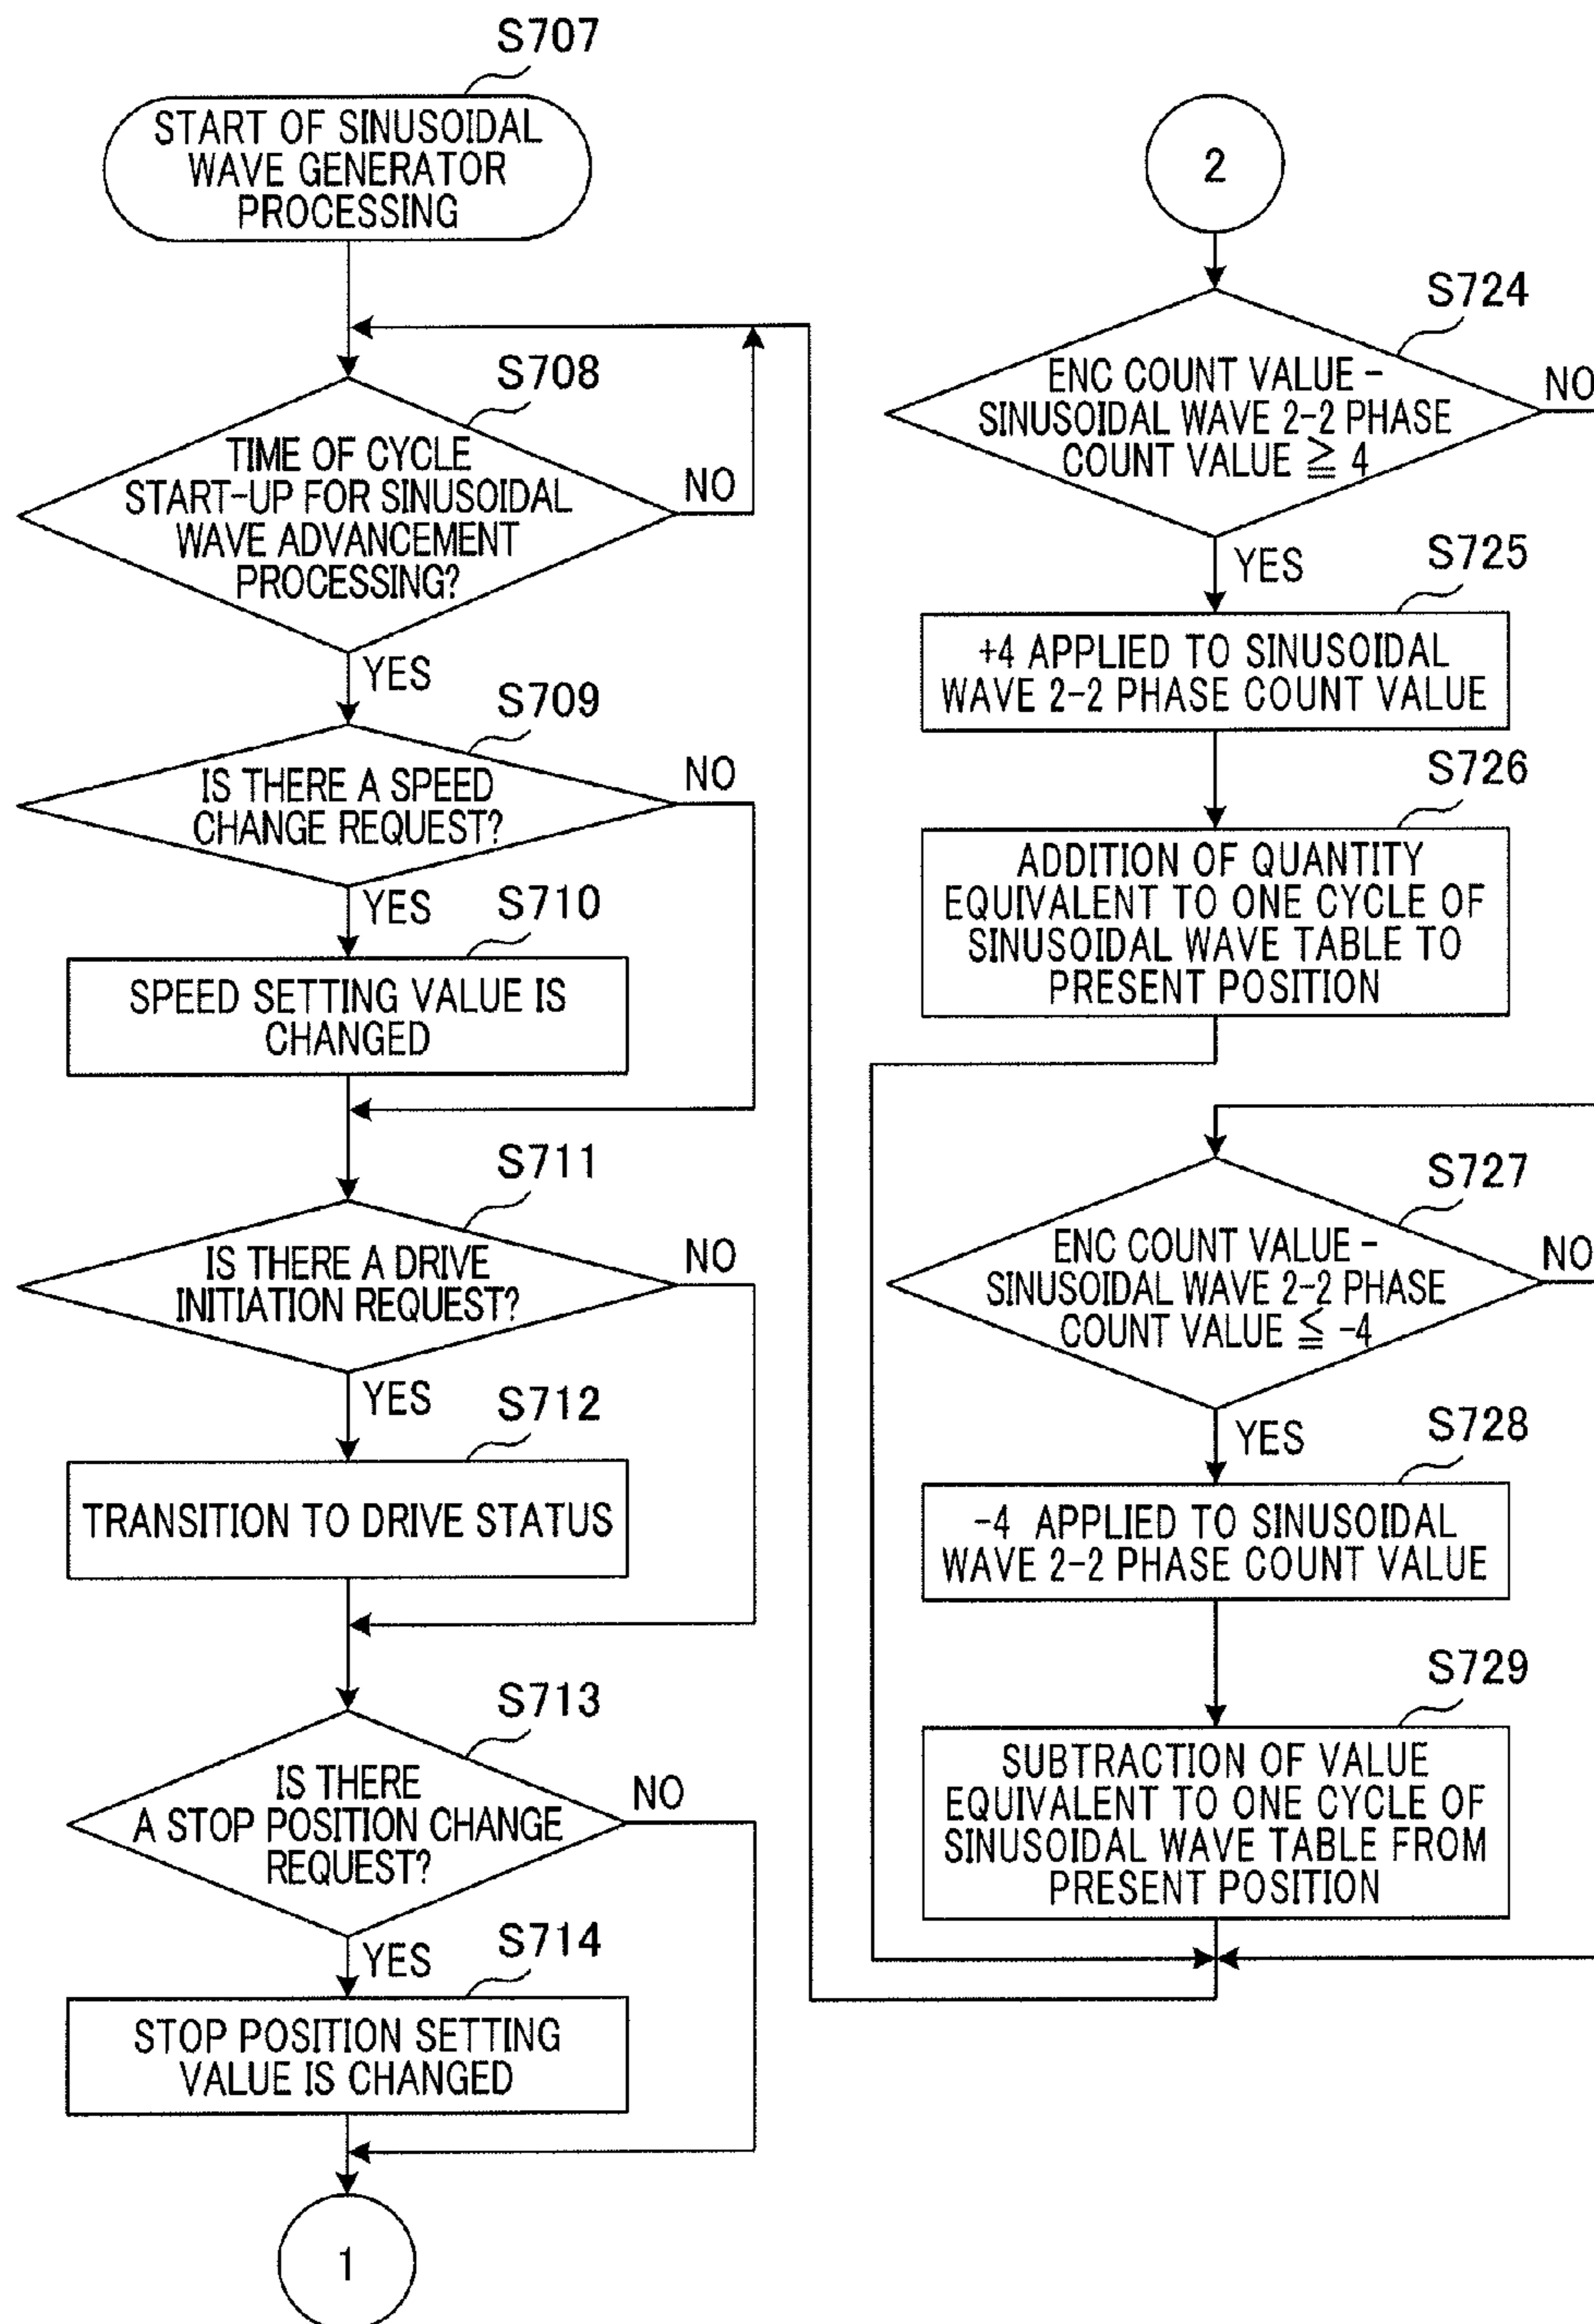 S707
START OF SINUSOIDAL
WAVE GENERATOR
PROCESSING
S708
TIME OF CYCLE
START-UP FOR SINUSOIDAL
WAVE ADVANCEMENT
PROCESSING?
NO
YES
S709
IS THERE A SPEED
CHANGE REQUEST?
NO
YES
S710
SPEED SETTING VALUE IS
CHANGED
S711
IS THERE A DRIVE
INITIATION REQUEST?
NO
YES
S712
TRANSITION TO DRIVE STATUS
S713
IS THERE
A STOP POSITION CHANGE
REQUEST?
NO
YES
S714
STOP POSITION SETTING
VALUE IS CHANGED
1
2
S724
ENC COUNT VALUE -
SINUSOIDAL WAVE 2-2 PHASE
COUNT VALUE ≧ 4
NO
YES
S725
+4 APPLIED TO SINUSOIDAL
WAVE 2-2 PHASE COUNT VALUE
S726
ADDITION OF QUANTITY
EQUIVALENT TO ONE CYCLE OF
SINUSOIDAL WAVE TABLE TO
PRESENT POSITION
S727
ENC COUNT VALUE -
SINUSOIDAL WAVE 2-2 PHASE
COUNT VALUE ≦ -4
NO
YES
S728
-4 APPLIED TO SINUSOIDAL
WAVE 2-2 PHASE COUNT VALUE
S729
SUBTRACTION OF VALUE
EQUIVALENT TO ONE CYCLE OF
SINUSOIDAL WAVE TABLE FROM
PRESENT POSITION